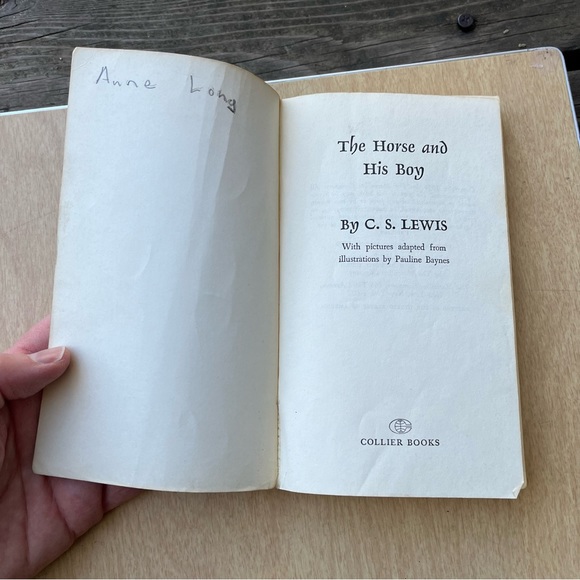 Anne Long
The Horse and
His Boy
By C. S. LEWIS
With pictures adapted from
illustrations by Pauline Baynes
COLLIER BOOKS